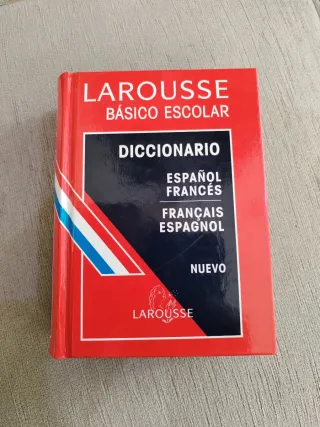 LAROUSSE
BÁSICO ESCOLAR
DICCIONARIO
ESPAÑOL
FRANCÉS
FRANÇAIS
ESPAGNOL
NUEVO
LAROUSSE